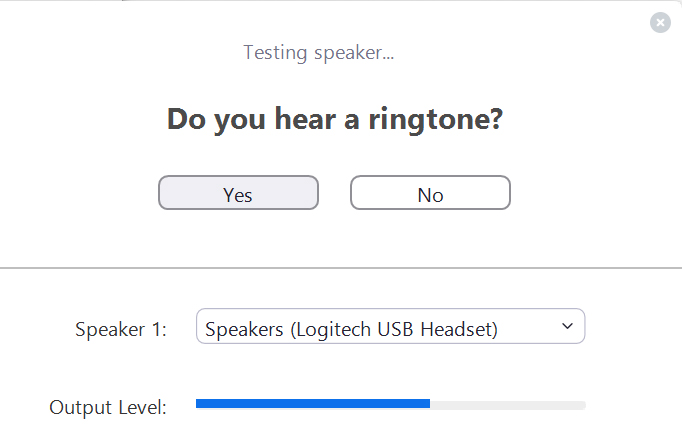 Testing speaker...
Do you hear a ringtone?
Yes
No
Speaker 1:
Speakers (Logitech USB Headset)
Output Level: